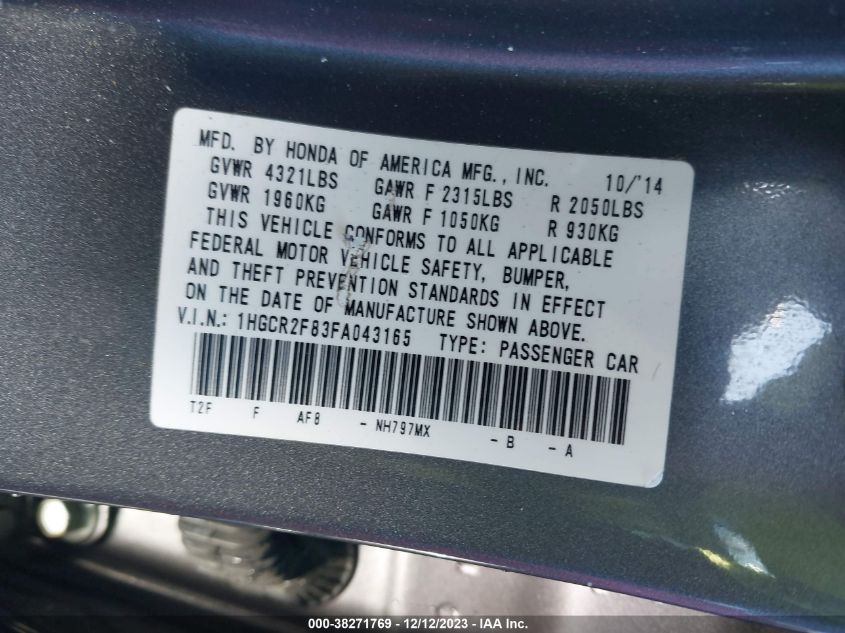 MFD. BY HONDA OF AMERICA MFG., INC. 10/'14
GVWR 4321LBS GAWR F 2315LBS R 2050LBS
GVWR 1960KG GAWR F 1050KG R 930KG
THIS VEHICLE CONFORMS TO ALL APPLICABLE
FEDERAL MOTOR VEHICLE SAFETY, BUMPER,
AND THEFT PREVENTION STANDARDS IN EFFECT
ON THE DATE OF MANUFACTURE SHOWN ABOVE.
V.I.N.: 1HGCR2F83FA043165 TYPE: PASSENGER CAR
T2F F AF8 - NH797MX - B - A
000-38271769 - 12/12/2023 - IAA Inc.